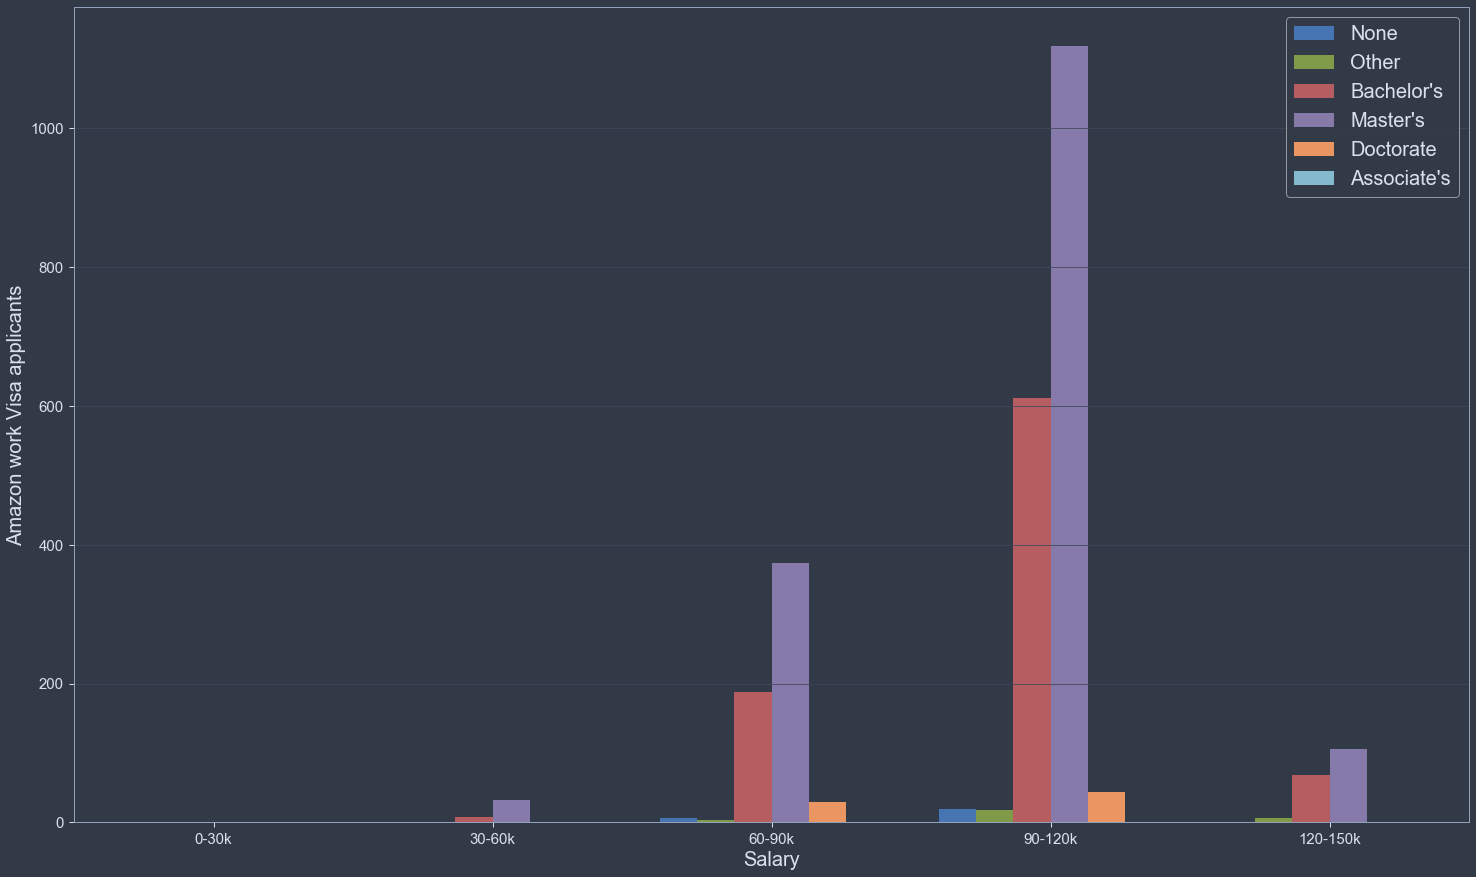 None
Other
Bachelor's
Master's
Doctorate
Associate's
1000
800
600
400
200
0
Amazon work Visa applicants
0-30k
30-60k
60-90k
90-120k
120-150k
Salary